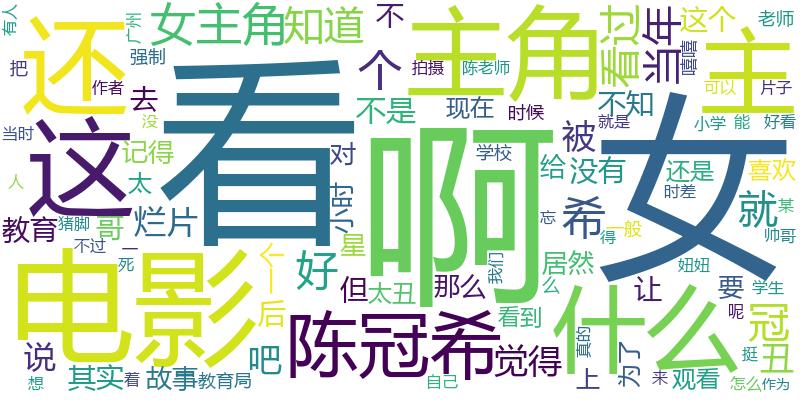 有人
广州
女主角
知道
不
主角
看过
当年
这个
老师
嘻嘻
还
把
强制
个
拍摄
陈老师
主
片子
作者
去
不是
现在
时候
不知
可以
看
啊
女
当时
没
这
记得
对
学校
被
就是
小学
能
好看
人
太
小时
给
没有
还是
喜欢
时差
教育
猪脚
哥
烂片
希
就
某
忘
得
一般
帅哥
不过
一
死
电影
个
星
好
但
太丑
那么
我们
居然
么
妞妞
学生
让
要
后
看到
什么
呢
冠
说
吧
陈冠希
觉得
真的
为了
挺
丑
想
其实
着
故事
教育局
自己
上
来
观看
怎么
作为